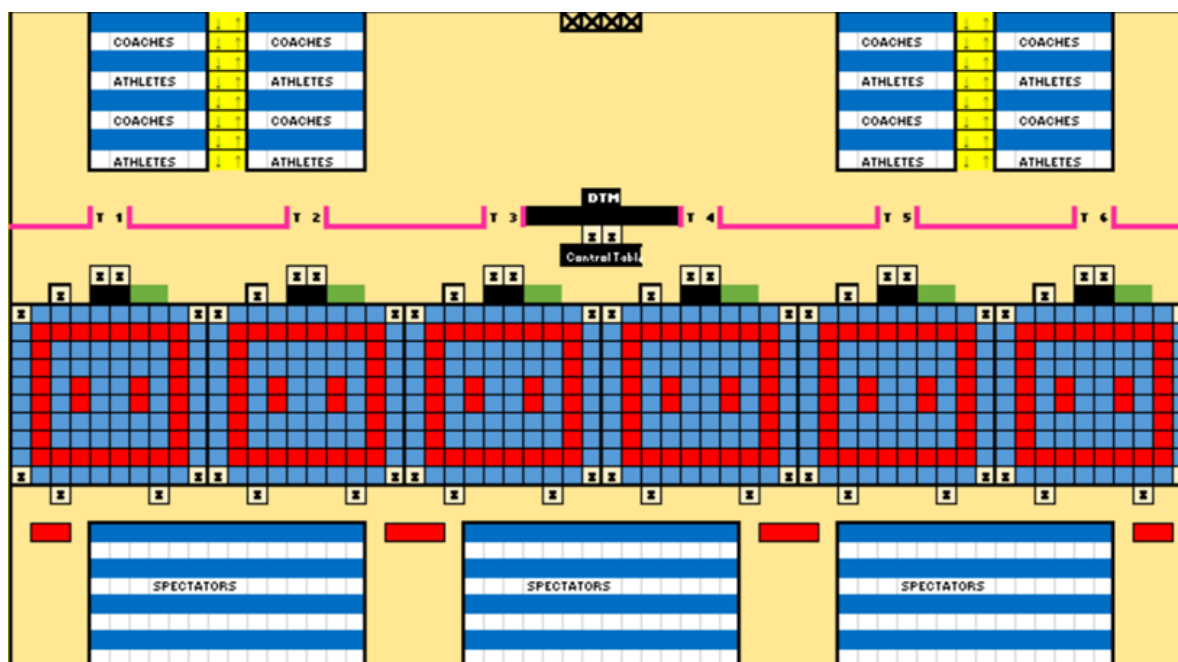 COACHES COACHES COACHES COACHES
ATHLETES ATHLETES ATHLETES ATHLETES
COACHES COACHES COACHES COACHES
ATHLETES ATHLETES ATHLETES ATHLETES
DTM
T 1 T 2 T 3 T 4 T 5 T 6
Central Table
SPECTATORS SPECTATORS SPECTATORS